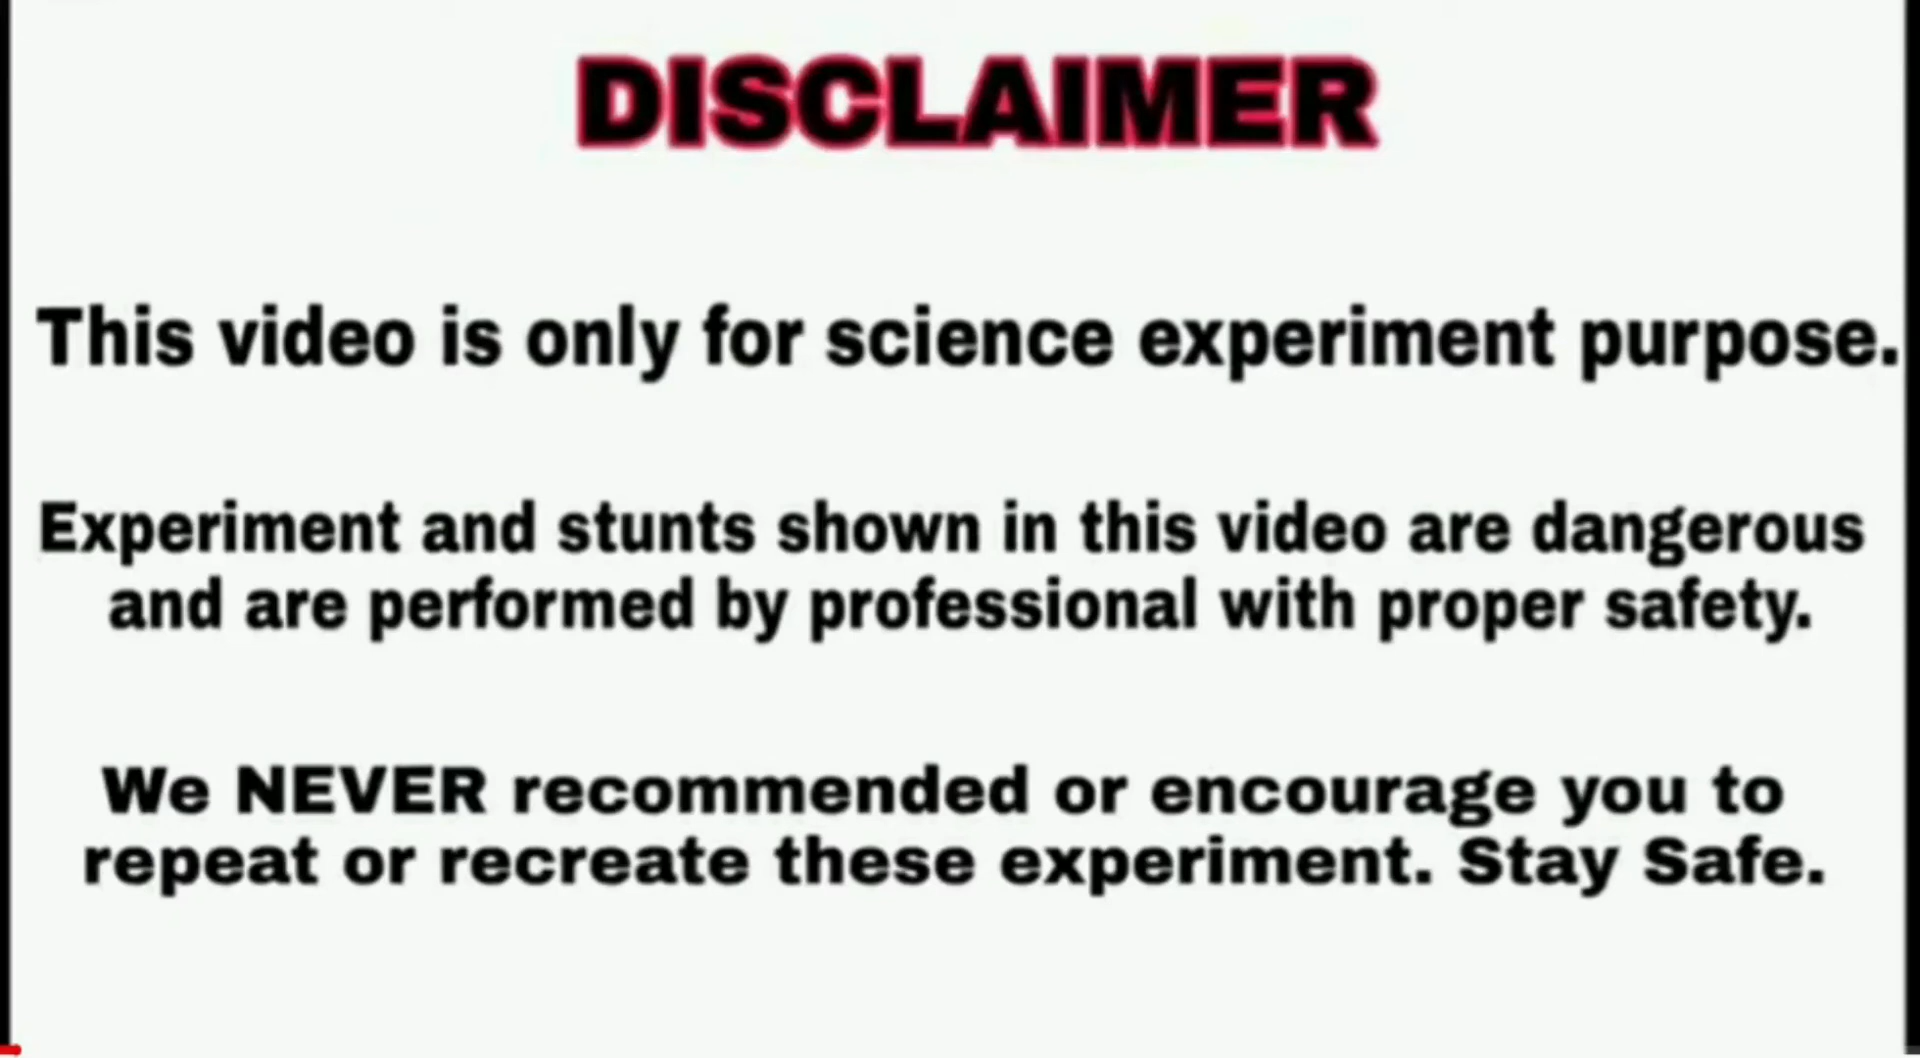 DISCLAIMER
This video is only for science experiment purpose.
Experiment and stunts shown in this video are dangerous
and are performed by professional with proper safety.
We NEVER recommended or encourage you to
repeat or recreate these experiment. Stay Safe.